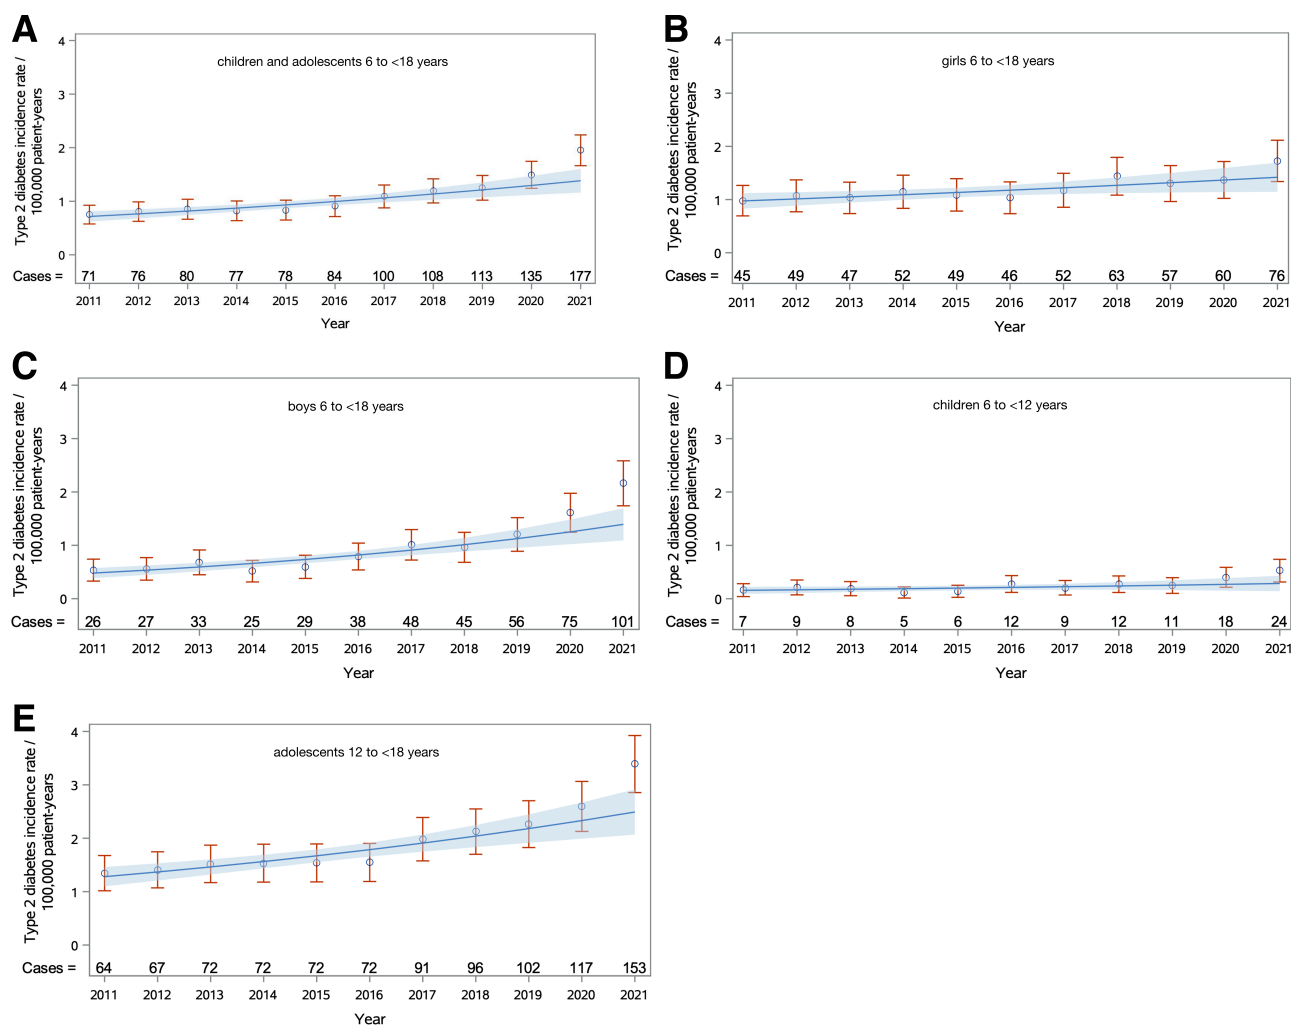 A
children and adolescents 6 to <18 years
Type 2 diabetes incidence rate /
100,000 patient-years
4
3
2
1
0
Cases = 71 76 80 77 78 84 100 108 113 135 177
2011 2012 2013 2014 2015 2016 2017 2018 2019 2020 2021
Year
B
girls 6 to <18 years
Type 2 diabetes incidence rate /
100,000 patient-years
4
3
2
1
0
Cases = 45 49 47 52 49 46 52 63 57 60 76
2011 2012 2013 2014 2015 2016 2017 2018 2019 2020 2021
Year
C
boys 6 to <18 years
Type 2 diabetes incidence rate /
100,000 patient-years
4
3
2
1
0
Cases = 26 27 33 25 29 38 48 45 56 75 101
2011 2012 2013 2014 2015 2016 2017 2018 2019 2020 2021
Year
D
children 6 to <12 years
Type 2 diabetes incidence rate /
100,000 patient-years
4
3
2
1
0
Cases = 7 9 8 5 6 12 9 12 11 18 24
2011 2012 2013 2014 2015 2016 2017 2018 2019 2020 2021
Year
E
adolescents 12 to <18 years
Type 2 diabetes incidence rate /
100,000 patient-years
4
3
2
1
0
Cases = 64 67 72 72 72 72 91 96 102 117 153
2011 2012 2013 2014 2015 2016 2017 2018 2019 2020 2021
Year